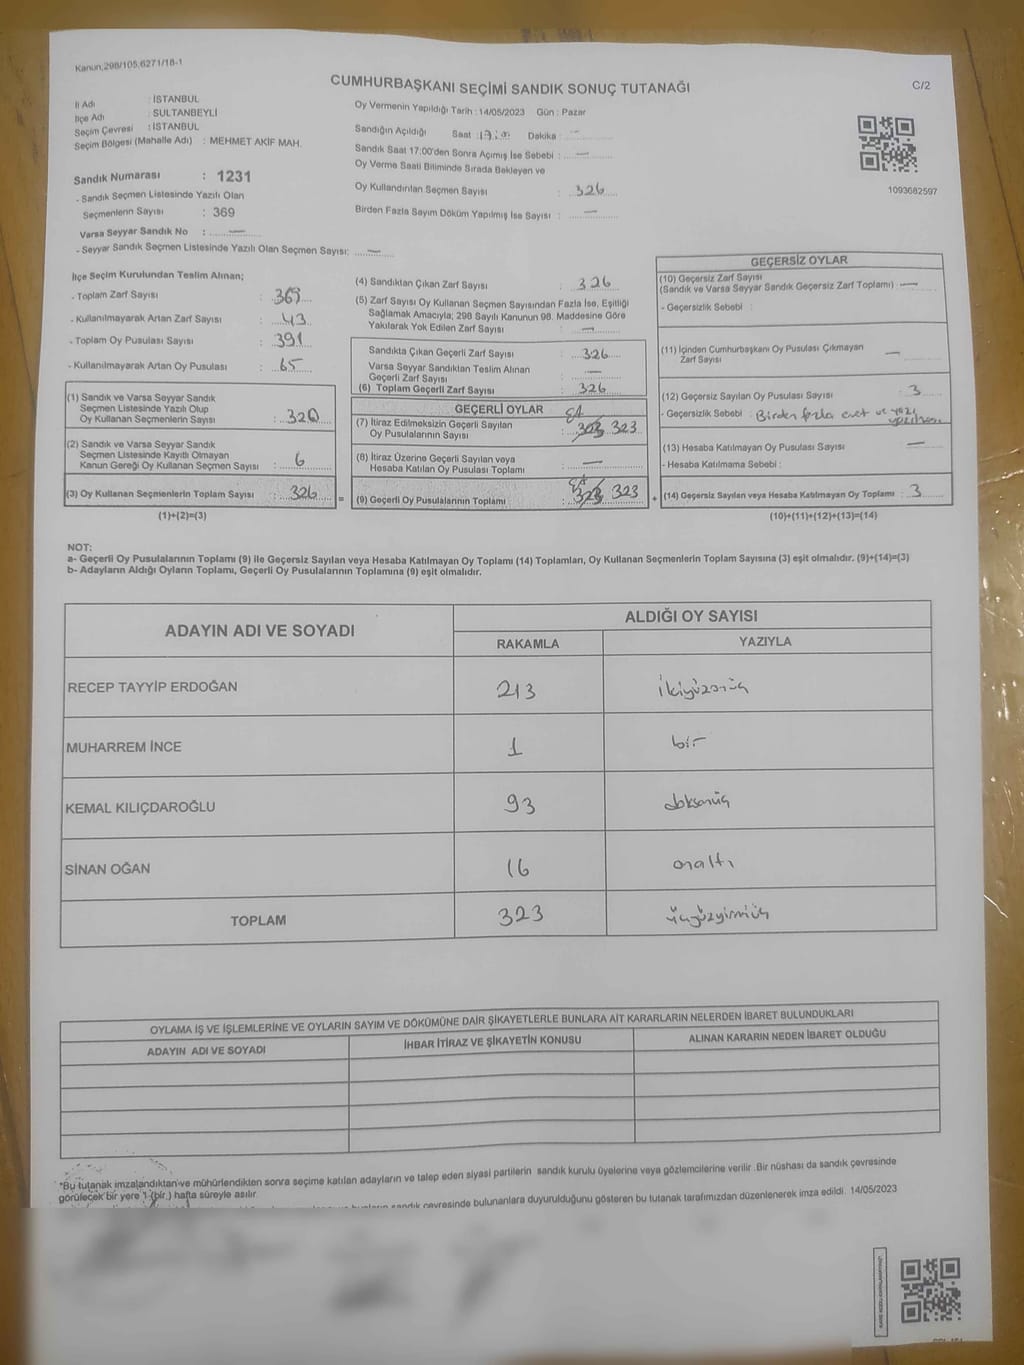 Kanun;298/105,6271/18-1
CUMHURBAŞKANI SEÇİMİ SANDIK SONUÇ TUTANAĞI
C/2
İl Adı : İSTANBUL
İlçe Adı : SULTANBEYLİ
Seçim Çevresi : İSTANBUL
Seçim Bölgesi (Mahalle Adı) : MEHMET AKİF MAH.
Sandık Numarası : 1231
- Sandık Seçmen Listesinde Yazılı Olan
Seçmenlerin Sayısı : 369
Varsa Seyyar Sandık No : —
- Seyyar Sandık Seçmen Listesinde Yazılı Olan Seçmen Sayısı: —
Oy Vermenin Yapıldığı Tarih : 14/05/2023 Gün : Pazar
Sandığın Açıldığı Saat : 17:00 Dakika : —
Sandık Saat 17:00'den Sonra Açımış İse Sebebi : —
Oy Verme Saati Bitiminde Sırada Bekleyen ve
Oy Kullandırılan Seçmen Sayısı : 326
Birden Fazla Sayım Döküm Yapılmış İse Sayısı : —
1093682597
İlçe Seçim Kurulundan Teslim Alınan;
- Toplam Zarf Sayısı : 369
- Kullanılmayarak Artan Zarf Sayısı : 43
- Toplam Oy Pusulası Sayısı : 391
- Kullanılmayarak Artan Oy Pusulası : 65
(1) Sandık ve Varsa Seyyar Sandık
Seçmen Listesinde Yazılı Olup
Oy Kullanan Seçmenlerin Sayısı : 320
(2) Sandık ve Varsa Seyyar Sandık
Seçmen Listesinde Kayıtlı Olmayan
Kanun Gereği Oy Kullanan Seçmen Sayısı : 6
(3) Oy Kullanan Seçmenlerin Toplam Sayısı : 326
(1)+(2)=(3)
(4) Sandıktan Çıkan Zarf Sayısı : 326
(5) Zarf Sayısı Oy Kullanan Seçmen Sayısından Fazla İse, Eşitliği
Sağlamak Amacıyla; 298 Sayılı Kanunun 98. Maddesine Göre
Yakılarak Yok Edilen Zarf Sayısı : —
Sandıkta Çıkan Geçerli Zarf Sayısı : 326
Varsa Seyyar Sandıktan Teslim Alınan
Geçerli Zarf Sayısı : —
(6) Toplam Geçerli Zarf Sayısı : 326
GEÇERLİ OYLAR
(7) İtiraz Edilmeksizin Geçerli Sayılan
Oy Pusulalarının Sayısı : 323
(8) İtiraz Üzerine Geçerli Sayılan veya
Hesaba Katılan Oy Pusulası Toplamı : —
= (9) Geçerli Oy Pusulalarının Toplamı : 323 323
GEÇERSİZ OYLAR
(10) Geçersiz Zarf Sayısı
(Sandık ve Varsa Seyyar Sandık Geçersiz Zarf Toplamı) : —
- Geçersizlik Sebebi :
(11) İçinden Cumhurbaşkanı Oy Pusulası Çıkmayan
Zarf Sayısı —
(12) Geçersiz Sayılan Oy Pusulası Sayısı : 3
- Geçersizlik Sebebi : Birden fazla evet ve yazı
yazılması
(13) Hesaba Katılmayan Oy Pusulası Sayısı : —
- Hesaba Katılmama Sebebi :
+ (14) Geçersiz Sayılan veya Hesaba Katılmayan Oy Toplamı : 3
(10)+(11)+(12)+(13)=(14)
NOT:
a- Geçerli Oy Pusulalarının Toplamı (9) ile Geçersiz Sayılan veya Hesaba Katılmayan Oy Toplamı (14) Toplamları, Oy Kullanan Seçmenlerin Toplam Sayısına (3) eşit olmalıdır. (9)+(14)=(3)
b- Adayların Aldığı Oyların Toplamı, Geçerli Oy Pusulalarının Toplamına (9) eşit olmalıdır.
ADAYIN ADI VE SOYADI
ALDIĞI OY SAYISI
RAKAMLA YAZIYLA
RECEP TAYYİP ERDOĞAN 213 ikiyüzonüç
MUHARREM İNCE 1 bir
KEMAL KILIÇDAROĞLU 93 doksanüç
SİNAN OĞAN 16 onaltı
TOPLAM 323 üçyüzyirmiüç
OYLAMA İŞ VE İŞLEMLERİNE VE OYLARIN SAYIM VE DÖKÜMÜNE DAİR ŞİKAYETLERLE BUNLARA AİT KARARLARIN NELERDEN İBARET BULUNDUKLARI
ADAYIN ADI VE SOYADI İHBAR İTİRAZ VE ŞİKAYETİN KONUSU ALINAN KARARIN NEDEN İBARET OLDUĞU
*Bu tutanak imzalandıktan ve mühürlendikten sonra seçime katılan adayların ve talep eden siyasi partilerin sandık kurulu üyelerine veya gözlemcilerine verilir .Bir nüshası da sandık çevresinde
görülecek bir yere 1 (bir.) hafta süreyle asılır.
sandık çevresinde bulunanlara duyurulduğunu gösteren bu tutanak tarafımızdan düzenlenerek imza edildi. 14/05/2023